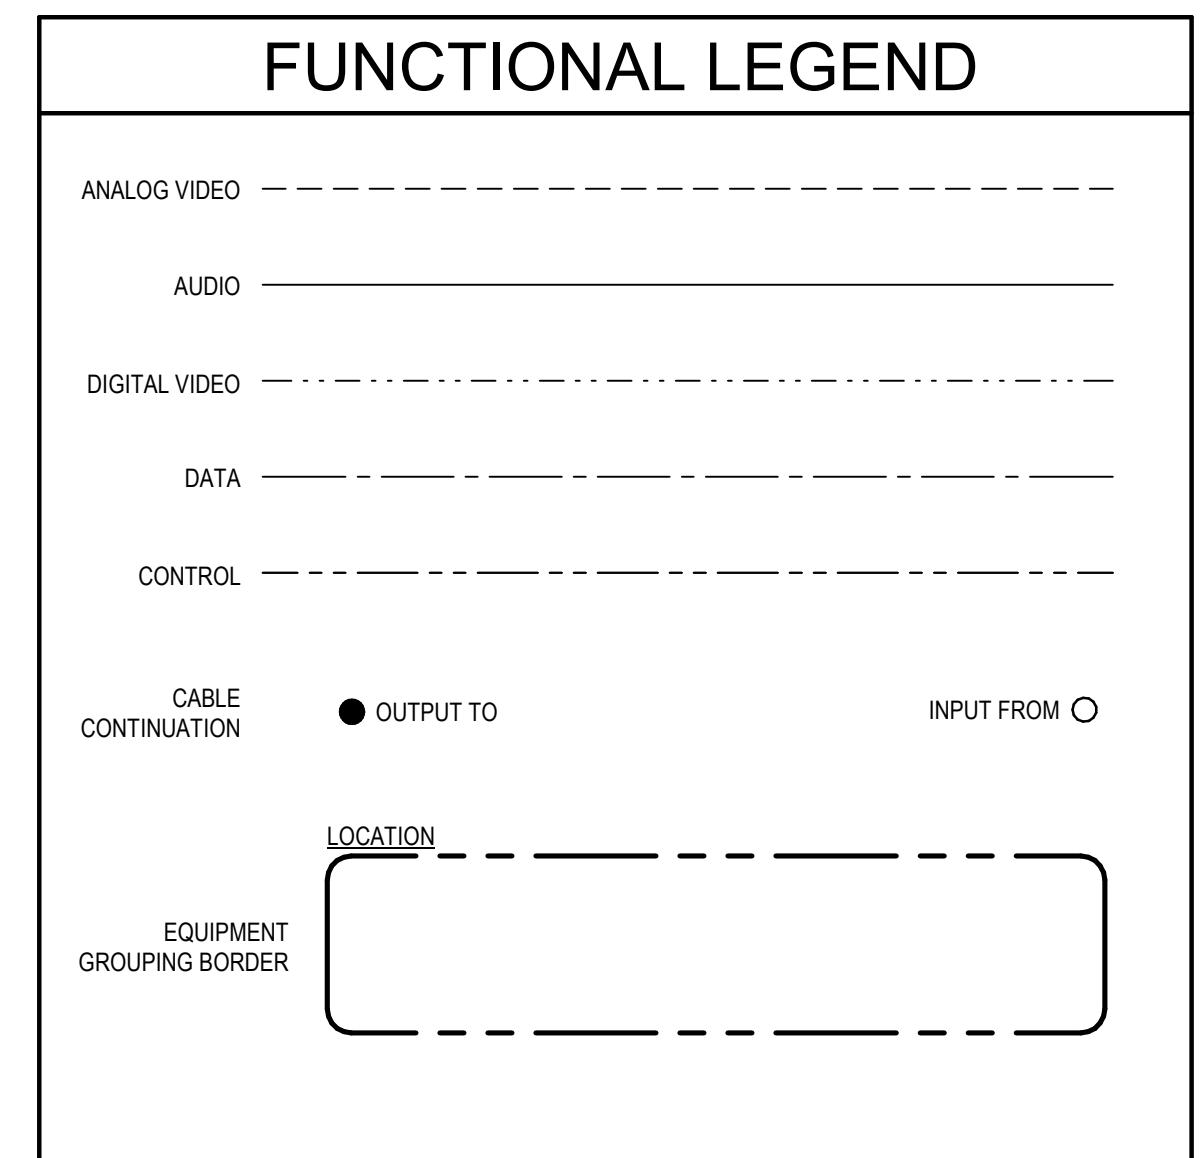 FUNCTIONAL LEGEND
ANALOG VIDEO
AUDIO
DIGITAL VIDEO
DATA
CONTROL
CABLE
CONTINUATION
OUTPUT TO
INPUT FROM
LOCATION
EQUIPMENT
GROUPING BORDER